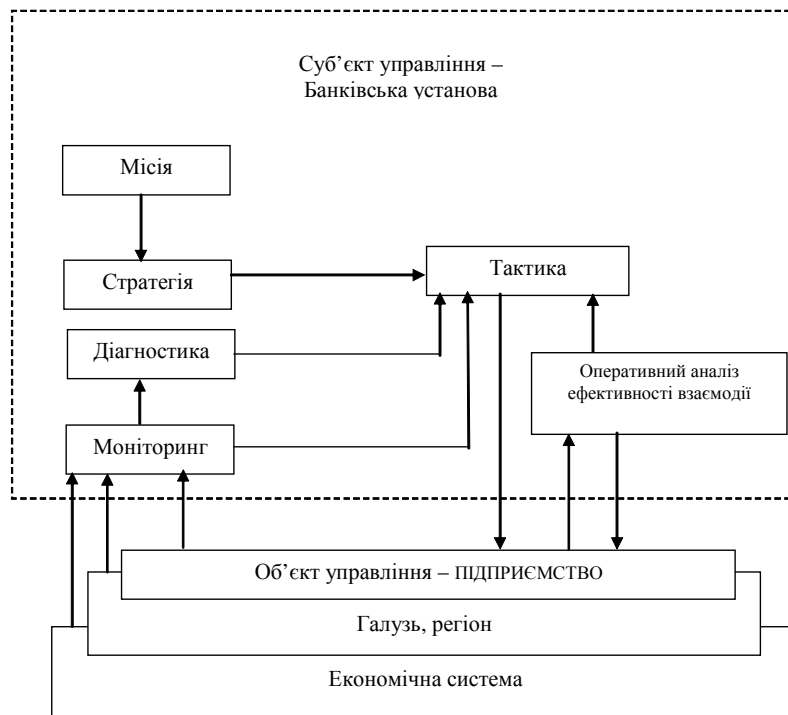 Суб’єкт управління –
Банківська установа
Місія
Стратегія
Тактика
Діагностика
Оперативний аналіз
ефективності взаємодії
Моніторинг
Об’єкт управління – ПІДПРИЄМСТВО
Галузь, регіон
Економічна система